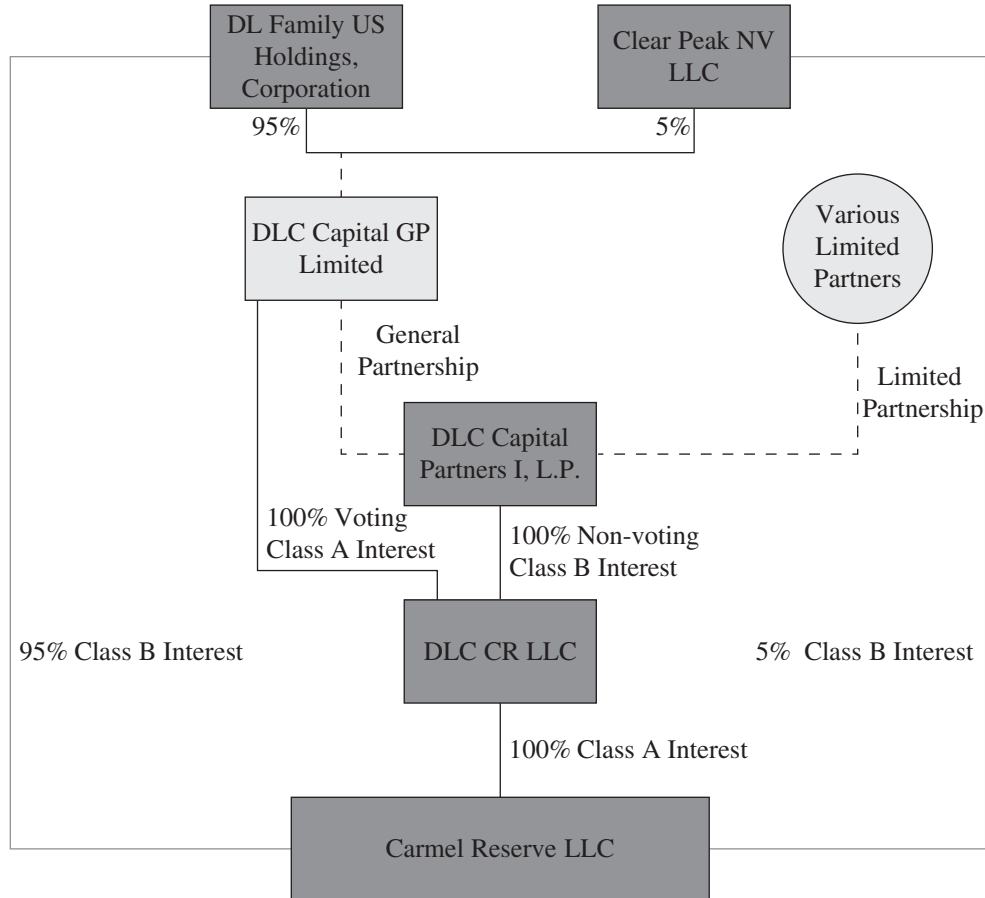 DL Family US
Holdings,
Corporation
Clear Peak NV
LLC
95%
5%
DLC Capital GP
Limited
Various
Limited
Partners
General
Partnership
Limited
Partnership
DLC Capital
Partners I, L.P.
100% Voting
Class A Interest
100% Non-voting
Class B Interest
95% Class B Interest
DLC CR LLC
5% Class B Interest
100% Class A Interest
Carmel Reserve LLC